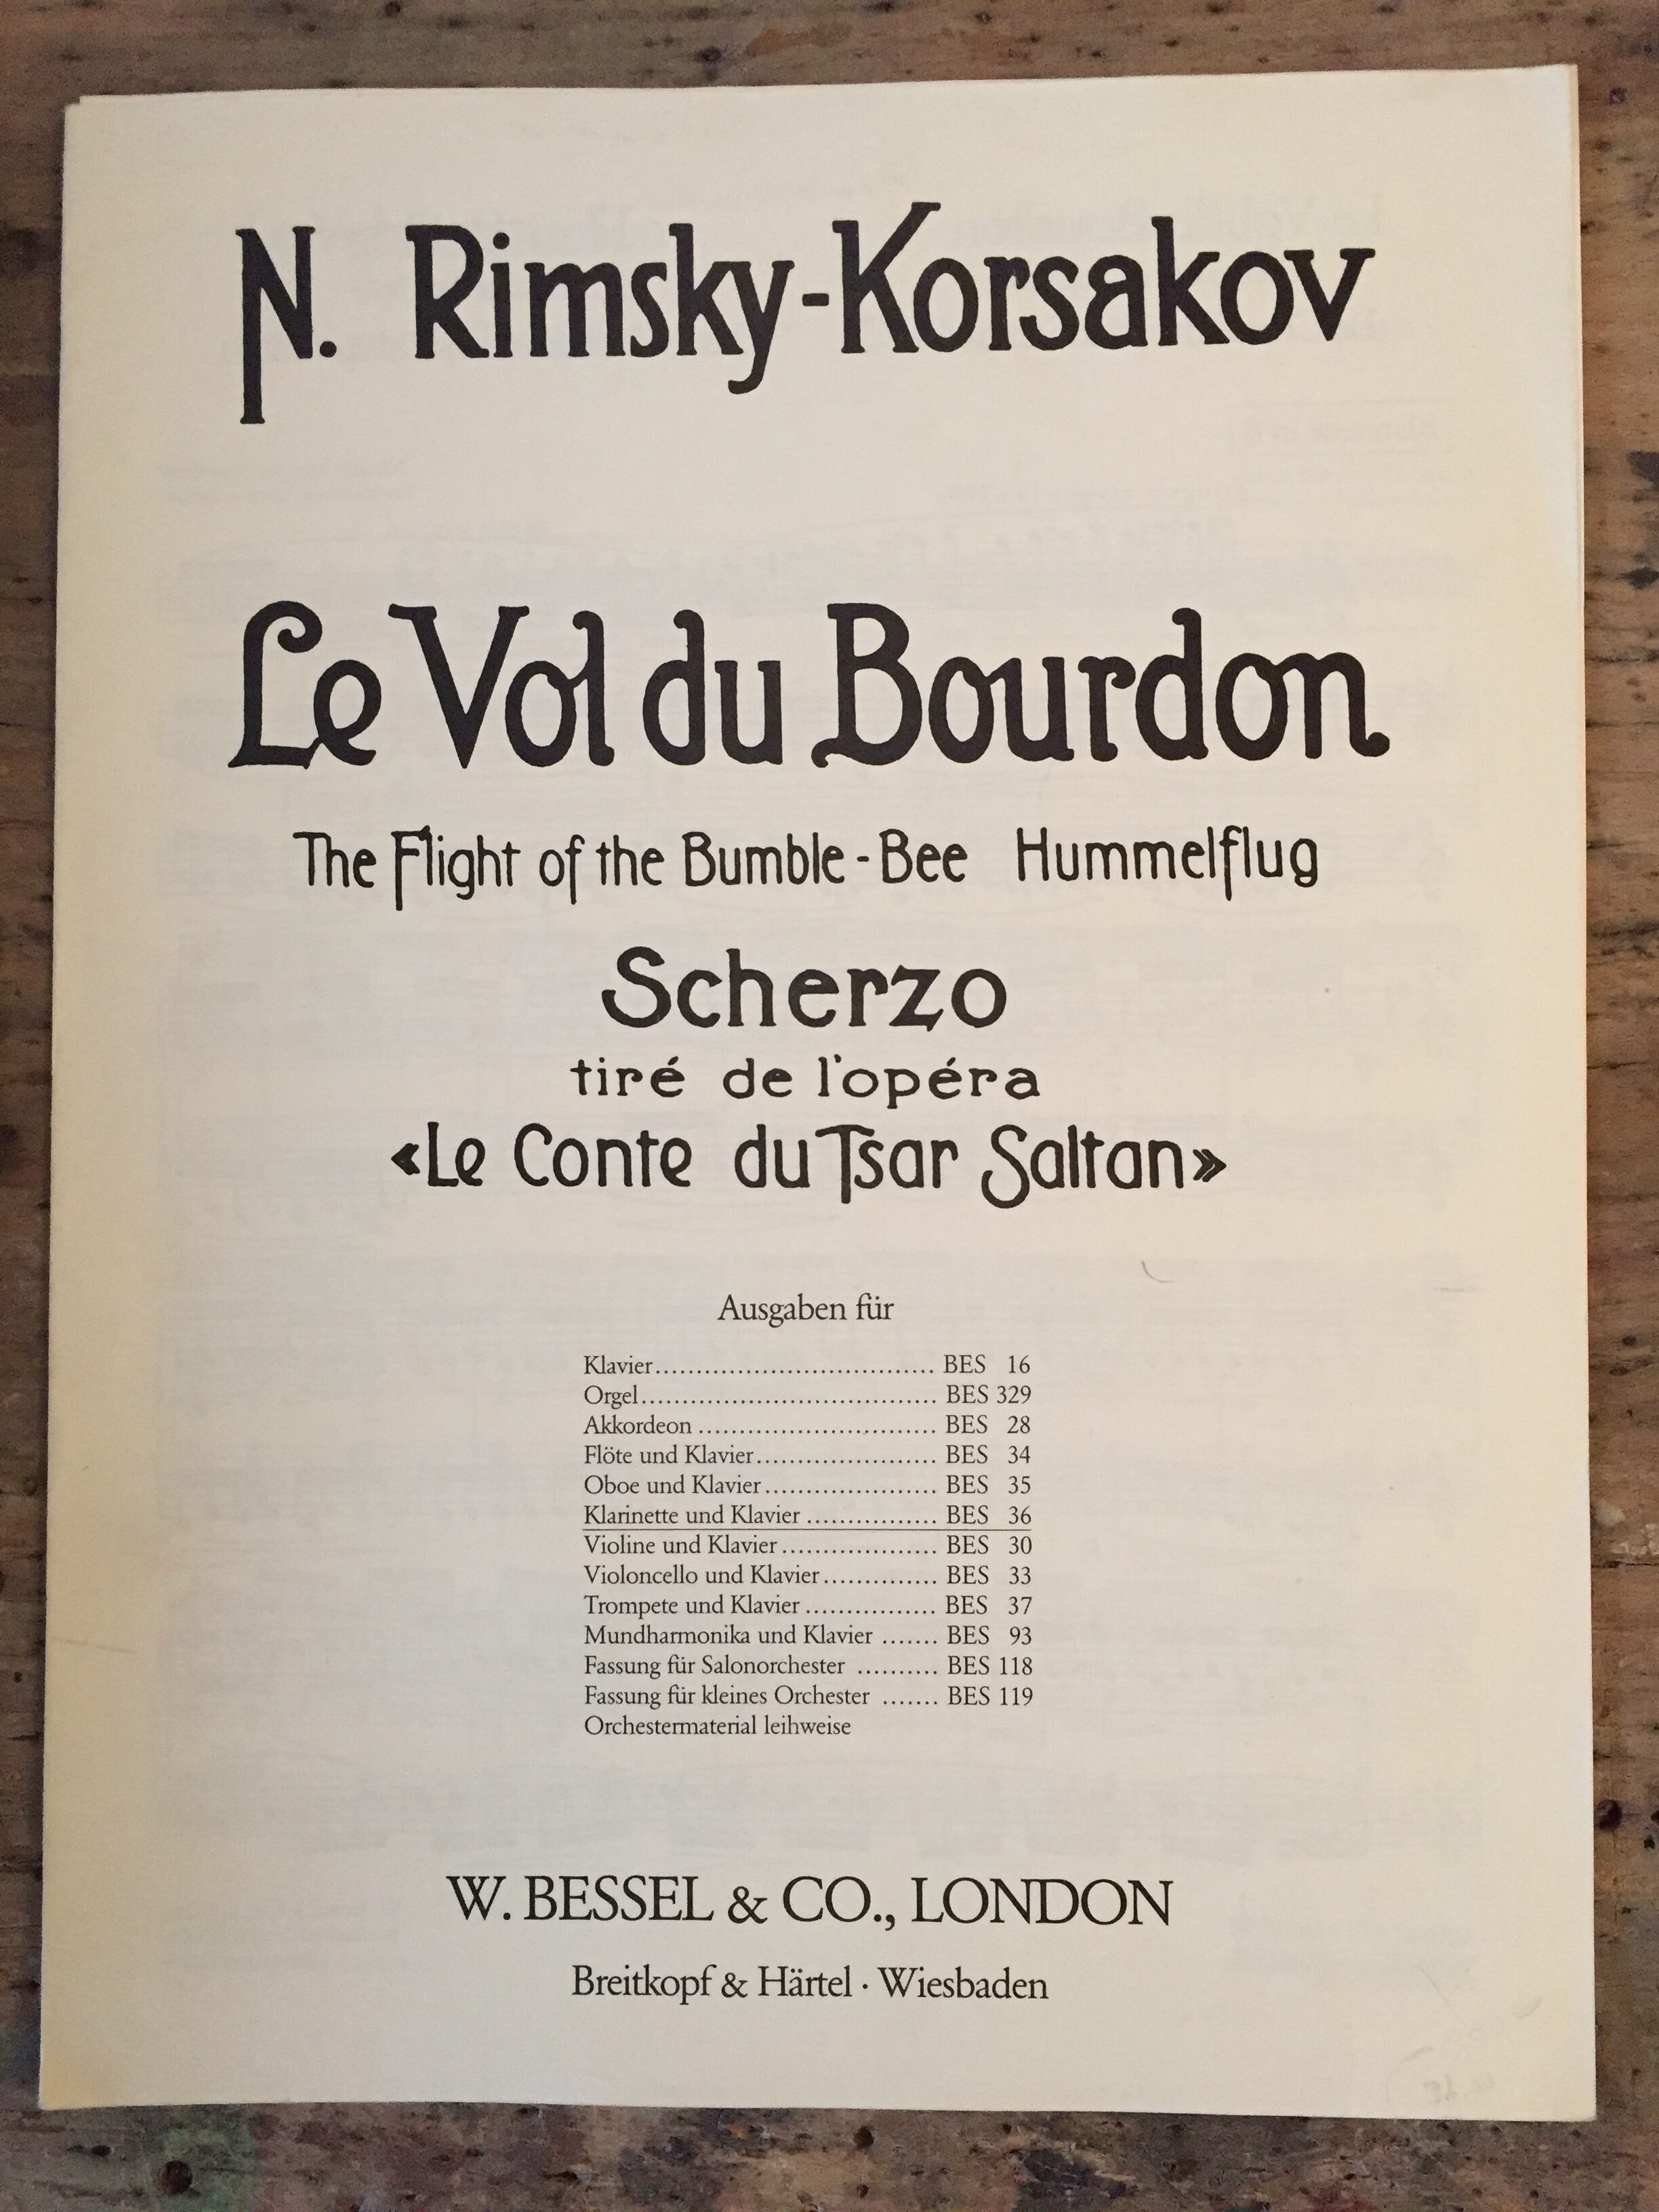 N. Rimsky-Korsakov
Le Vol du Bourdon
The Flight of the Bumble-Bee Hummelflug
Scherzo
tiré de l'opéra
«Le Conte du Tsar Saltan»
Ausgaben für
Klavier.................................. BES 16
Orgel.................................... BES 329
Akkordeon ............................. BES 28
Flöte und Klavier...................... BES 34
Oboe und Klavier..................... BES 35
Klarinette und Klavier ................ BES 36
Violine und Klavier................... BES 30
Violoncello und Klavier.............. BES 33
Trompete und Klavier ................ BES 37
Mundharmonika und Klavier ....... BES 93
Fassung für Salonorchester .......... BES 118
Fassung für kleines Orchester ....... BES 119
Orchestermaterial leihweise
W. BESSEL & CO., LONDON
Breitkopf & Härtel · Wiesbaden